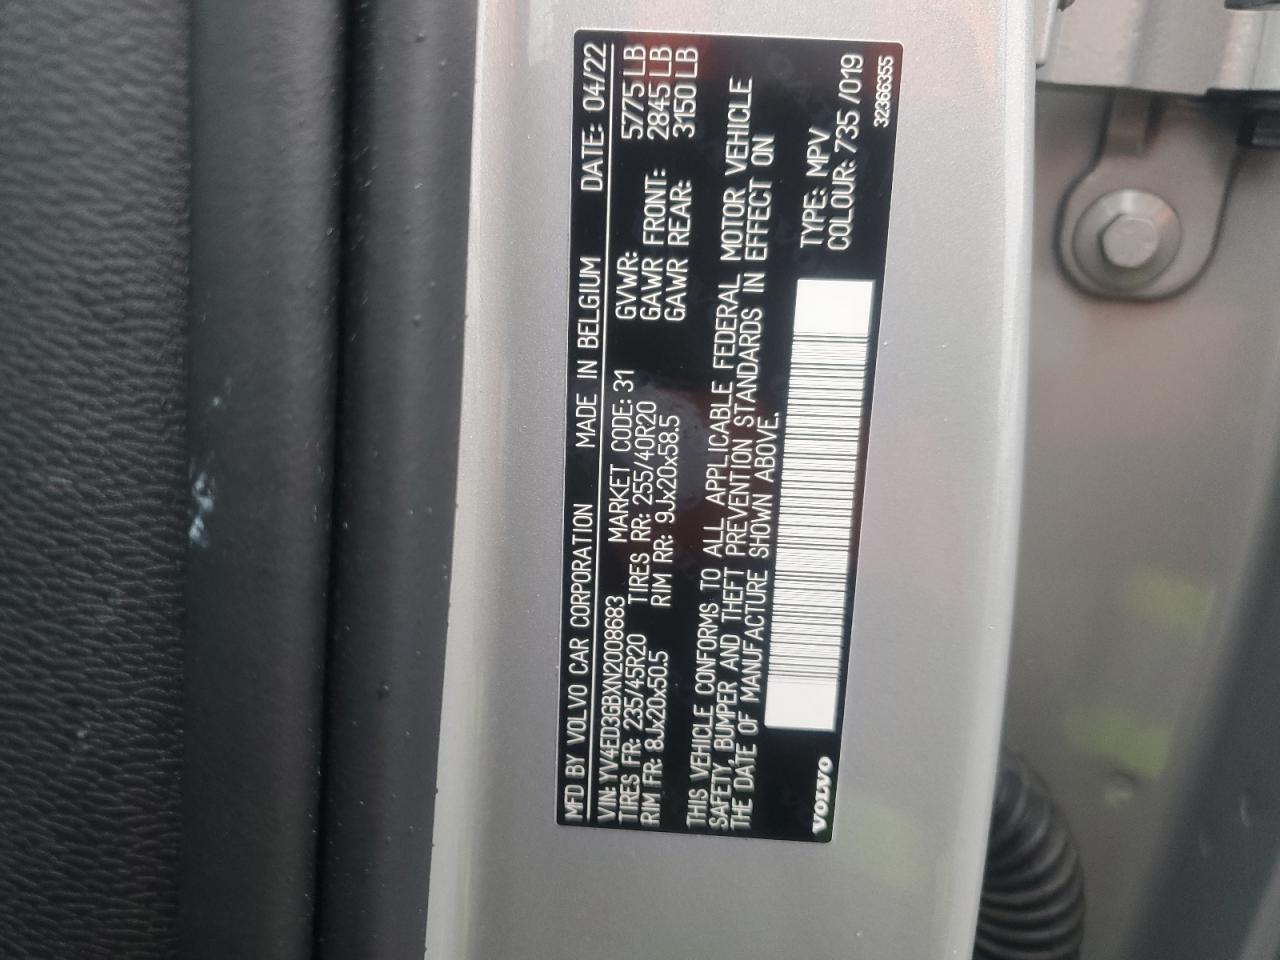 MFD BY VOLVO CAR CORPORATION MADE IN BELGIUM DATE: 04/22
VIN: YV4ED3GBXN2008683 MARKET CODE: 31 GVWR: 5775 LB
TIRES FR: 235/45R20 TIRES RR: 255/40R20 GAWR FRONT: 2845 LB
RIM FR: 8Jx20x50.5 RIM RR: 9Jx20x58.5 GAWR REAR: 3150 LB
THIS VEHICLE CONFORMS TO ALL APPLICABLE FEDERAL MOTOR VEHICLE
SAFETY, BUMPER AND THEFT PREVENTION STANDARDS IN EFFECT ON
THE DATE OF MANUFACTURE SHOWN ABOVE.
TYPE: MPV
COLOUR: 735 /019
VOLVO
32366355